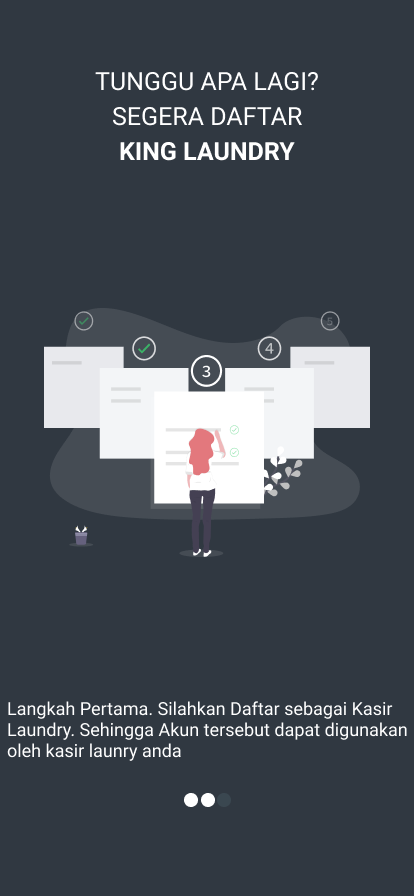 TUNGGU APA LAGI?
SEGERA DAFTAR
KING LAUNDRY
5
4
3
Langkah Pertama. Silahkan Daftar sebagai Kasir
Laundry. Sehingga Akun tersebut dapat digunakan
oleh kasir launry anda